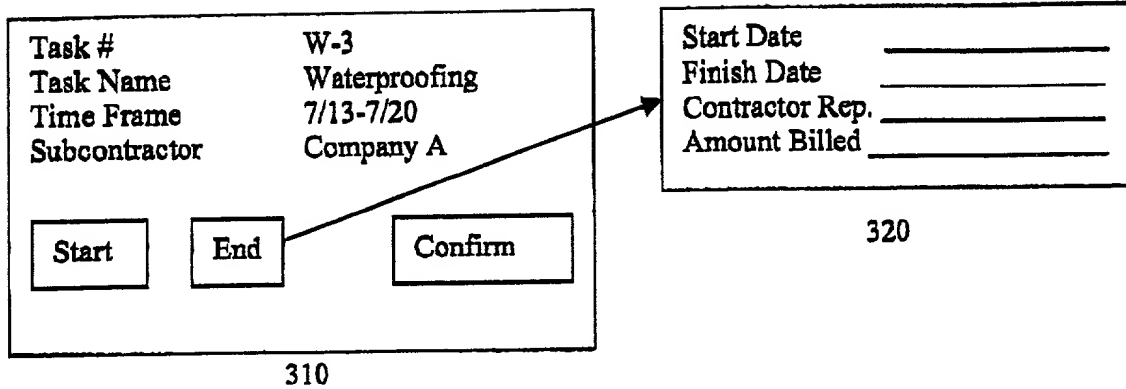 Task # W-3
Task Name Waterproofing
Time Frame 7/13-7/20
Subcontractor Company A
Start End Confirm
310
Start Date
Finish Date
Contractor Rep.
Amount Billed
320